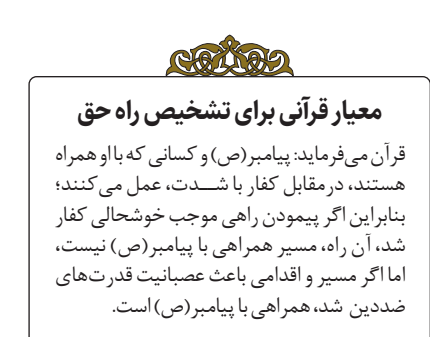 معیار قرآنی برای تشخیص راه حق
قرآن می‌فرماید: پیامبر(ص) و کسانی که با او همراه
هستند، درمقابل کفار با شــدت، عمل می‌کنند؛
بنابراین اگر پیمودن راهی موجب خوشحالی کفار
شد، آن راه، مسیر همراهی با پیامبر(ص) نیست،
اما اگر مسیر و اقدامی باعث عصبانیت قدرت‌های
ضددین شد، همراهی با پیامبر(ص) است.